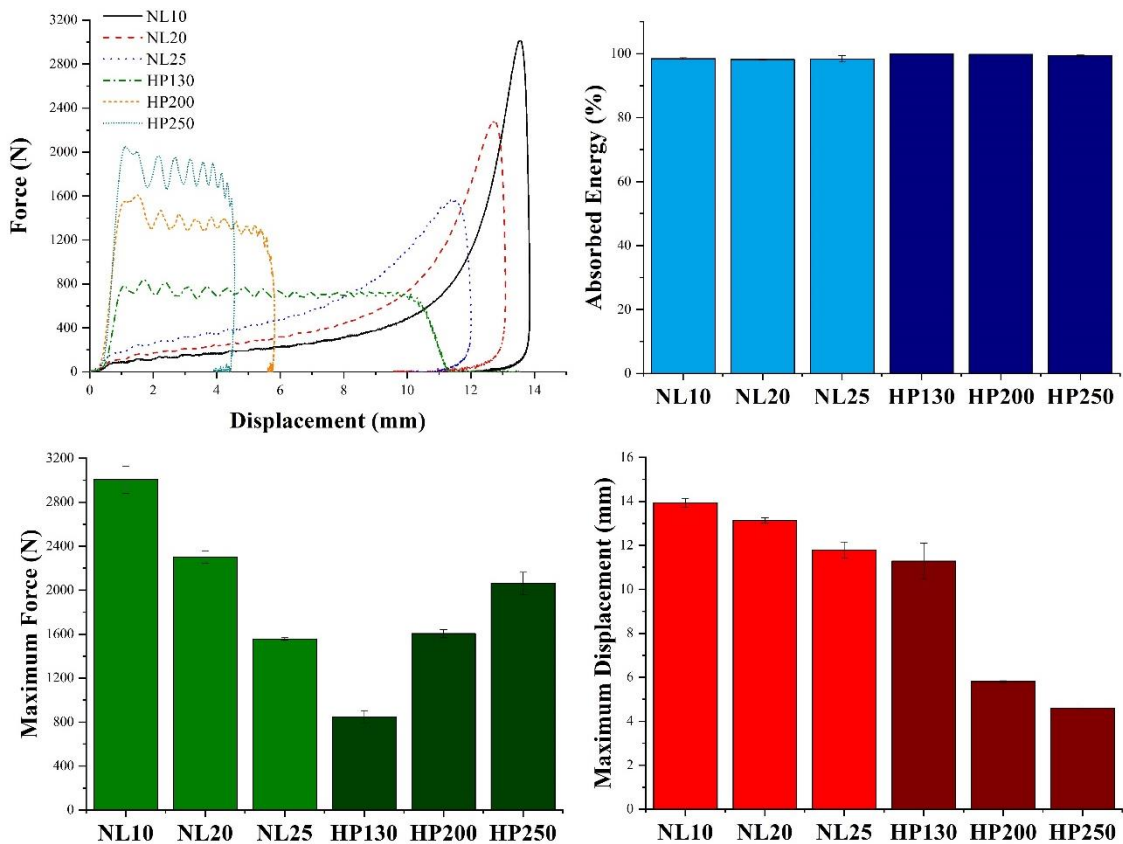 Force (N)
3200
2800
2400
2000
1600
1200
800
400
0
NL10
NL20
NL25
HP130
HP200
HP250
0 2 4 6 8 10 12 14
Displacement (mm)
Absorbed Energy (%)
100
80
60
40
20
0
NL10 NL20 NL25 HP130 HP200 HP250
Maximum Force (N)
3200
2800
2400
2000
1600
1200
800
400
0
NL10 NL20 NL25 HP130 HP200 HP250
Maximum Displacement (mm)
16
14
12
10
8
6
4
2
0
NL10 NL20 NL25 HP130 HP200 HP250